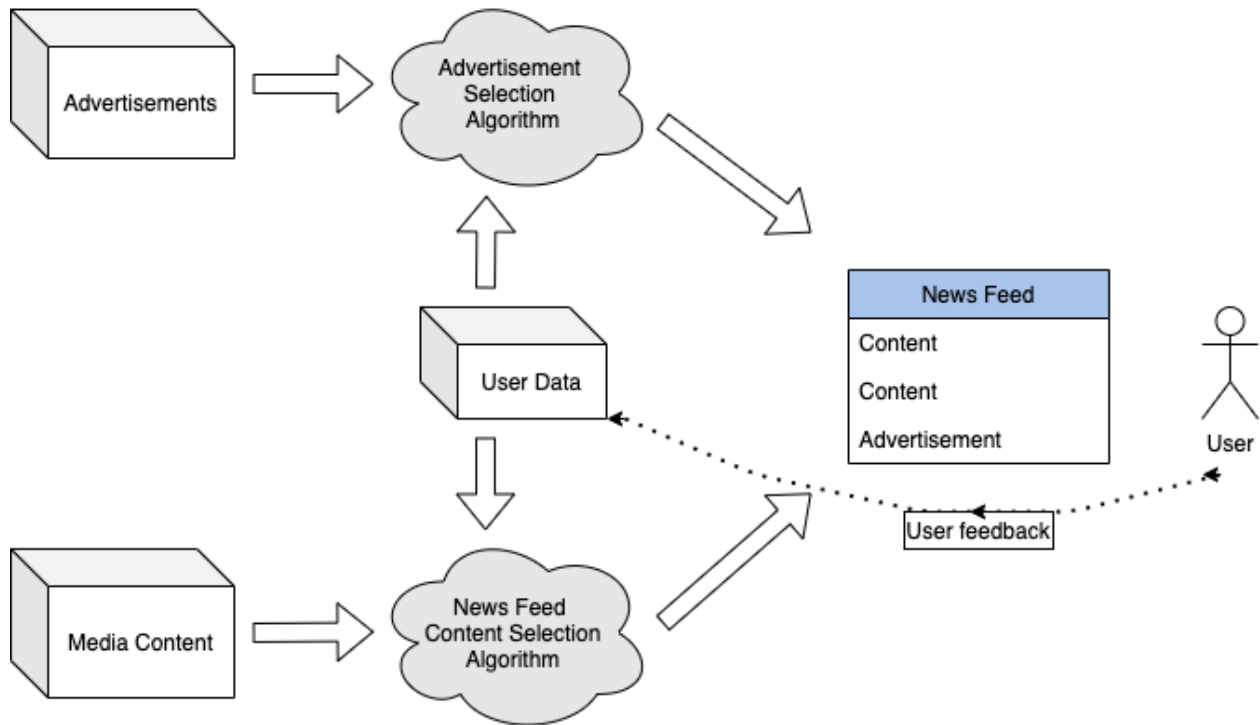 Advertisements
Advertisement
Selection
Algorithm
News Feed
Content
Content
Advertisement
User Data
User
User feedback
Media Content
News Feed
Content Selection
Algorithm